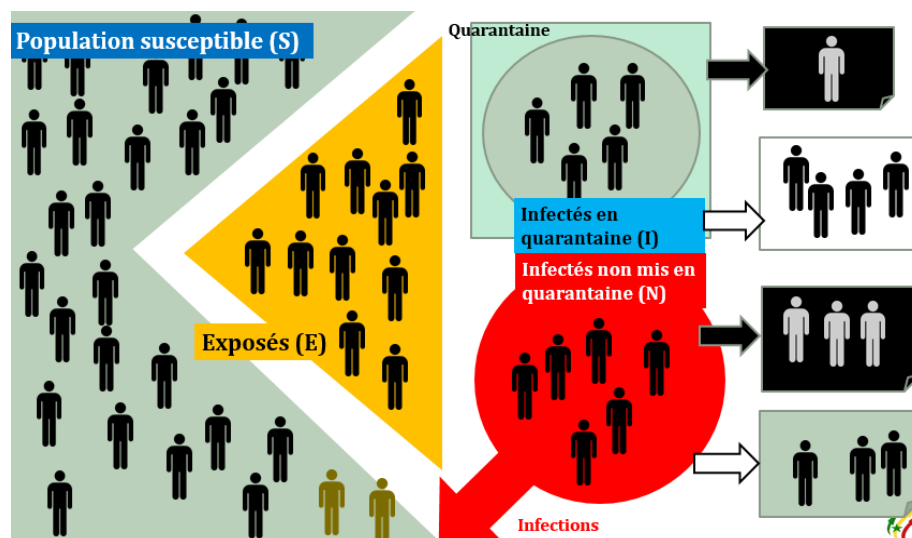 Population susceptible (S)
Quarantaine
Infectés en
quarantaine (I)
Infectés non mis en
quarantaine (N)
Exposés (E)
Infections